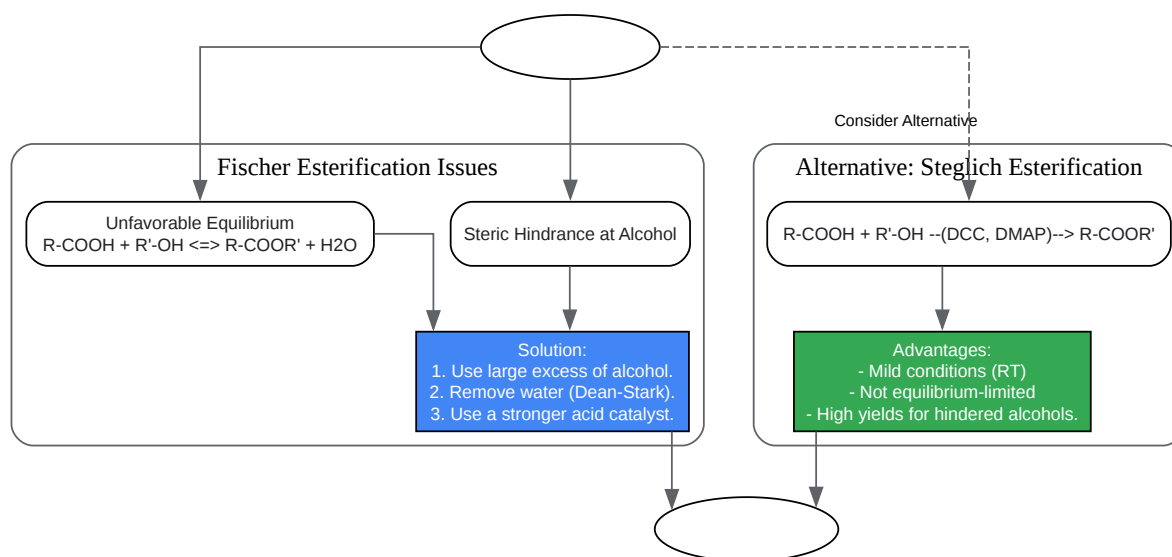 Consider Alternative
Fischer Esterification Issues
Unfavorable Equilibrium
R-COOH + R'-OH <=> R-COOR' + H2O
Steric Hindrance at Alcohol
Solution:
1. Use large excess of alcohol.
2. Remove water (Dean-Stark).
3. Use a stronger acid catalyst.
Alternative: Steglich Esterification
R-COOH + R'-OH --(DCC, DMAP)--> R-COOR'
Advantages:
- Mild conditions (RT)
- Not equilibrium-limited
- High yields for hindered alcohols.